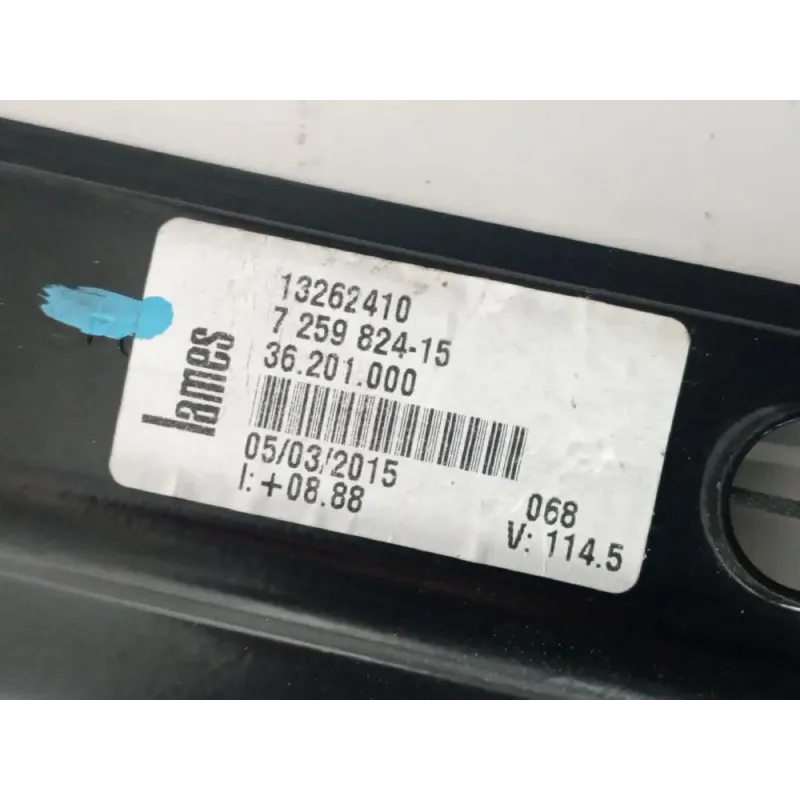 lames
13262410
7 259 824-15
36.201.000
05/03/2015
I: +08.88
068
V: 114.5